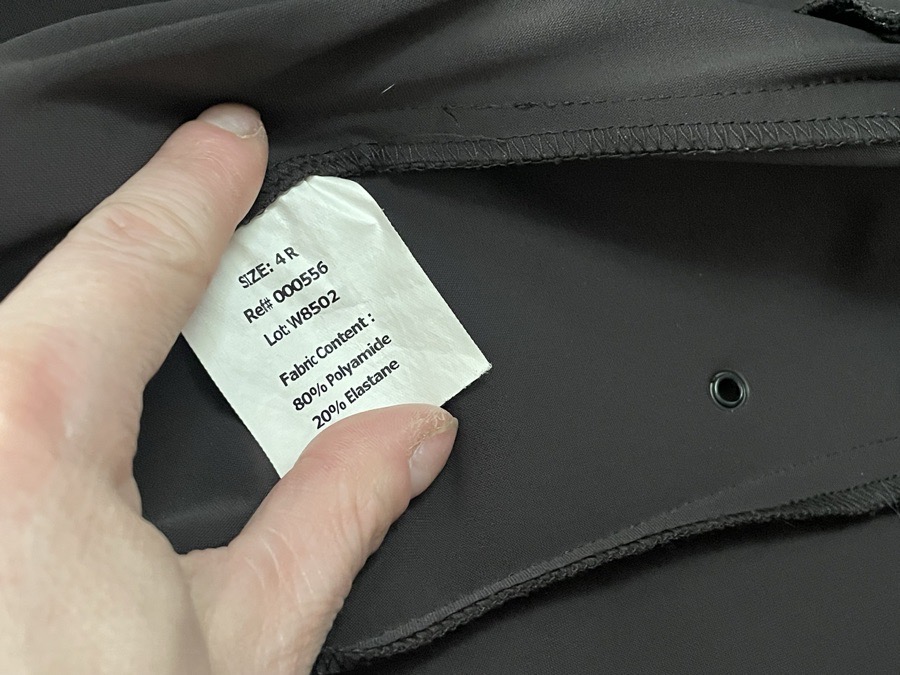 SIZE: 4 R
Ref# 000556
Lot: W8502
Fabric Content :
80% Polyamide
20% Elastane